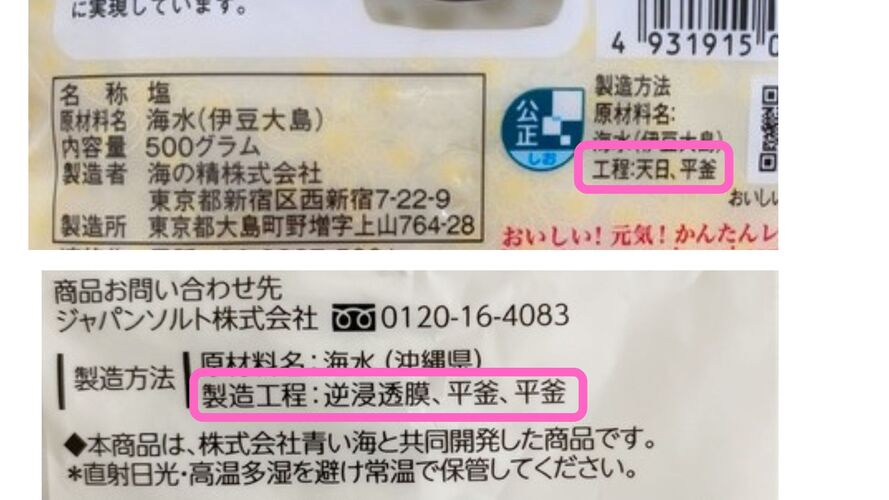 に実現しています。
4 931915 0
名 称 塩
原材料名 海水(伊豆大島)
内容量 500グラム
製造者 海の精株式会社
東京都新宿区西新宿7-22-9
製造所 東京都大島町野増字上山764-28
公正
しお
製造方法
原材料名:
海水(伊豆大島)
工程:天日、平釜
おいし
おいしい! 元気! かんたんレ
商品お問い合わせ先
ジャパンソルト株式会社 0120-16-4083
製造方法
原材料名:海水(沖縄県)
製造工程:逆浸透膜、平釜、平釜
◆本商品は、株式会社青い海と共同開発した商品です。
*直射日光・高温多湿を避け常温で保管してください。